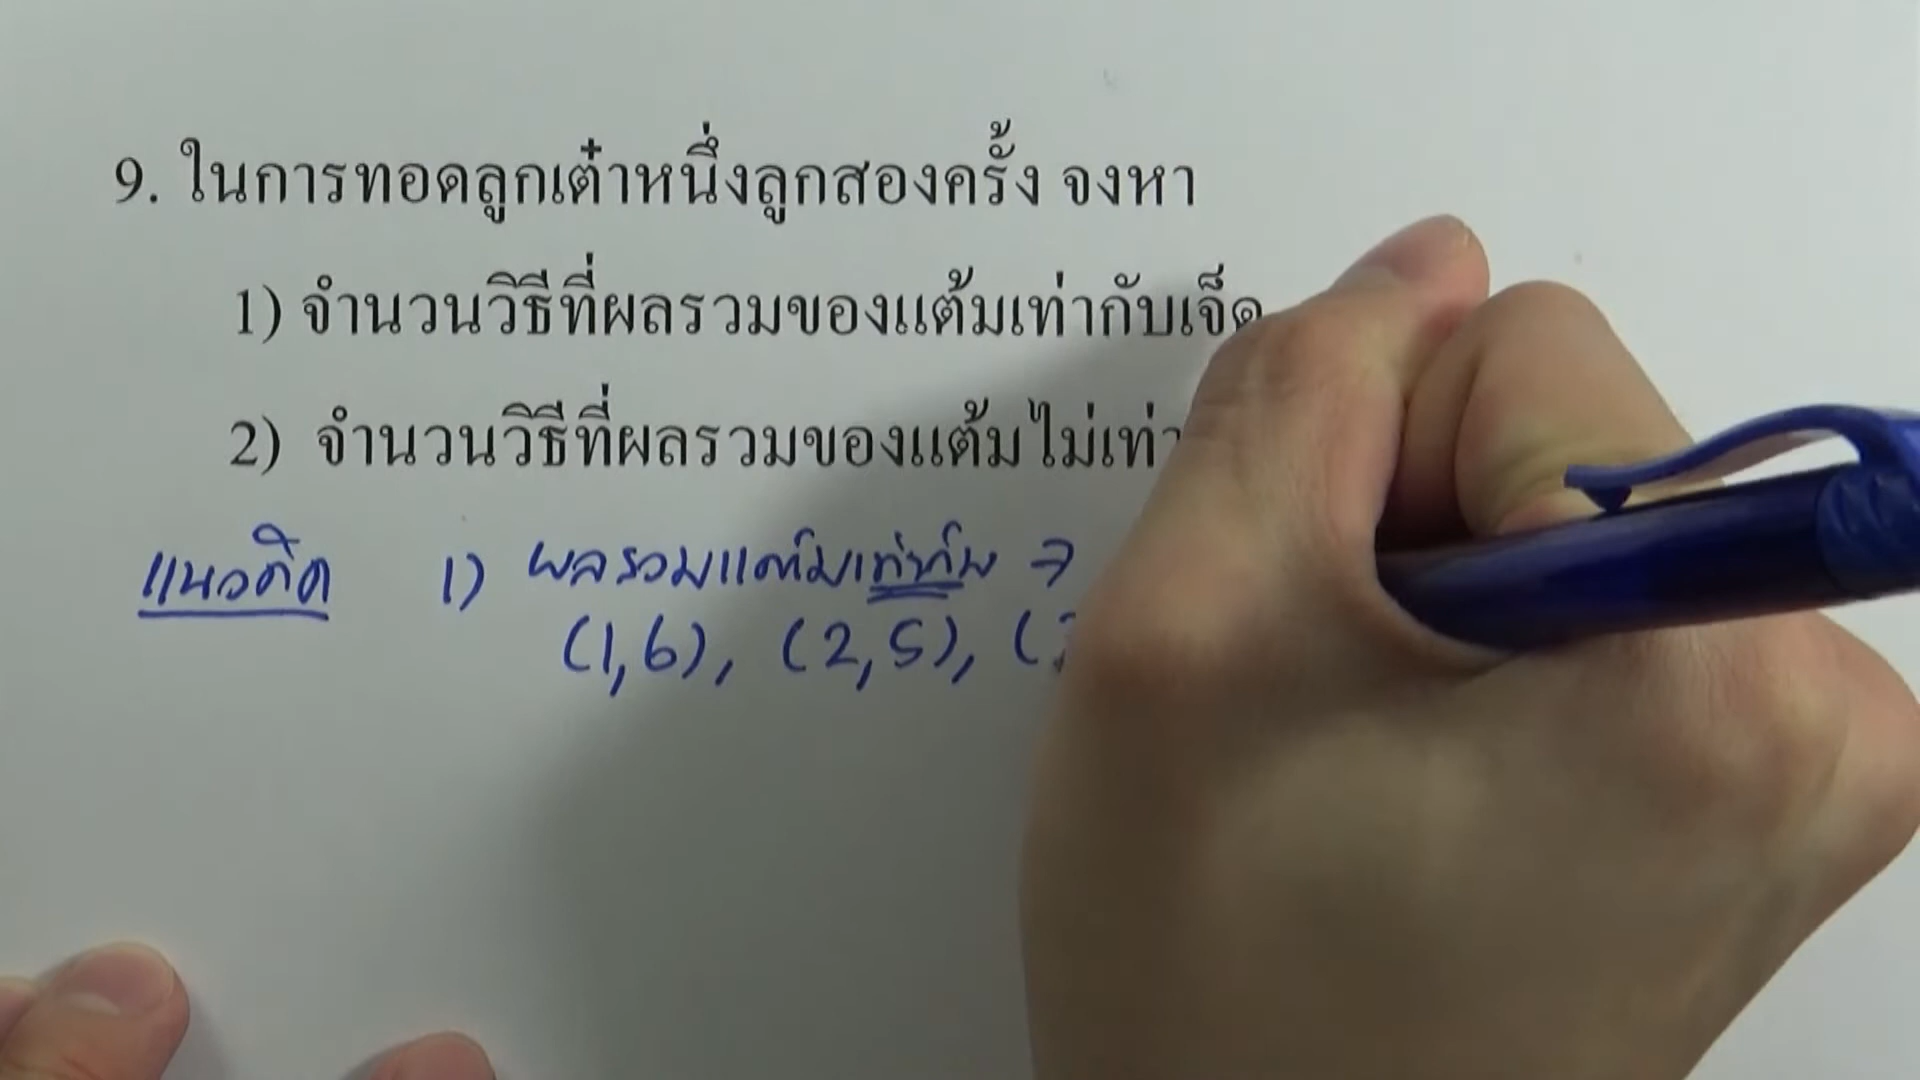 9. ในการทอดลูกเต๋าหนึ่งลูกสองครั้ง จงหา
1) จำนวนวิธีที่ผลรวมของแต้มเท่ากับเจ็ด
2) จำนวนวิธีที่ผลรวมของแต้มไม่เท่า
แนวคิด 1) ผลรวมแต้มเท่ากับ →
(1,6), (2,5), (